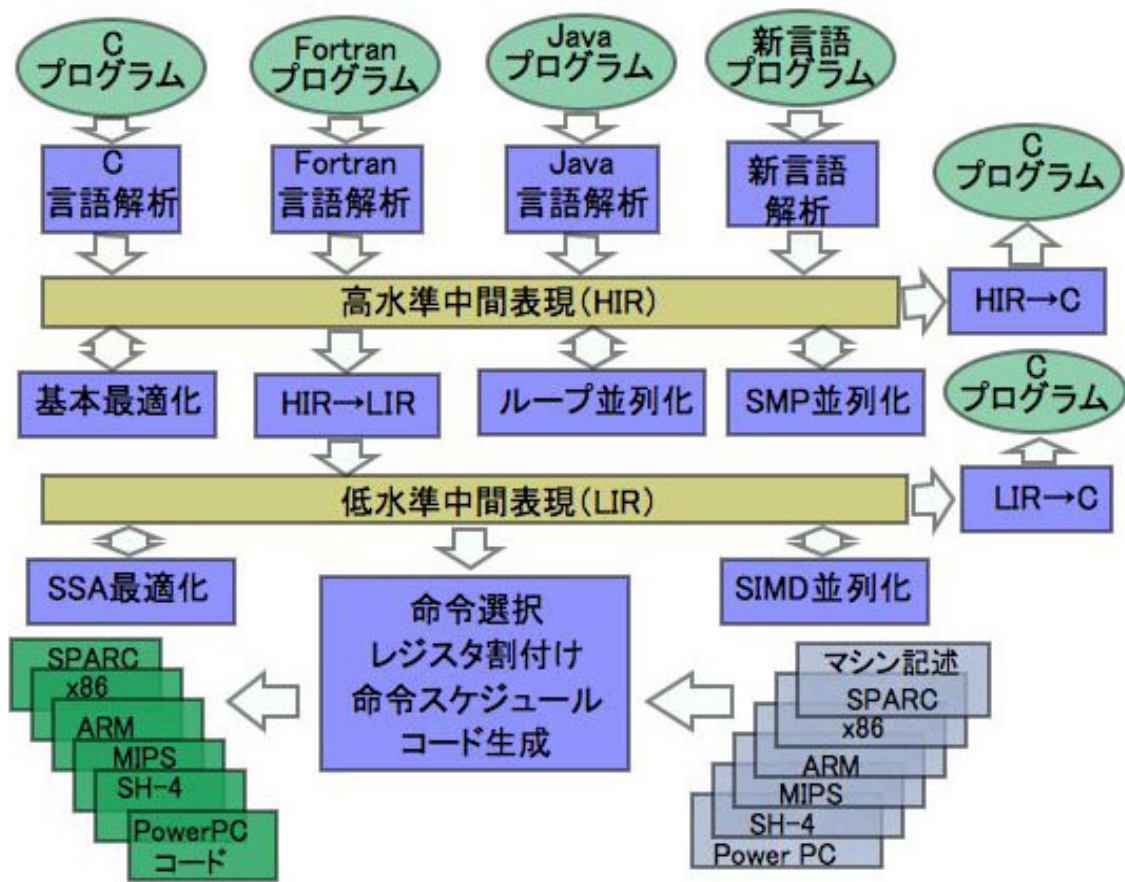 C
プログラム
Fortran
プログラム
Java
プログラム
新言語
プログラム
C
言語解析
Fortran
言語解析
Java
言語解析
新言語
解析
C
プログラム
高水準中間表現(HIR)
HIR→C
基本最適化
HIR→LIR
ループ並列化
SMP並列化
C
プログラム
低水準中間表現(LIR)
LIR→C
SSA最適化
命令選択
レジスタ割付け
命令スケジュール
コード生成
SIMD並列化
SPARC
x86
ARM
MIPS
SH-4
PowerPC
コード
マシン記述
SPARC
x86
ARM
MIPS
SH-4
Power PC